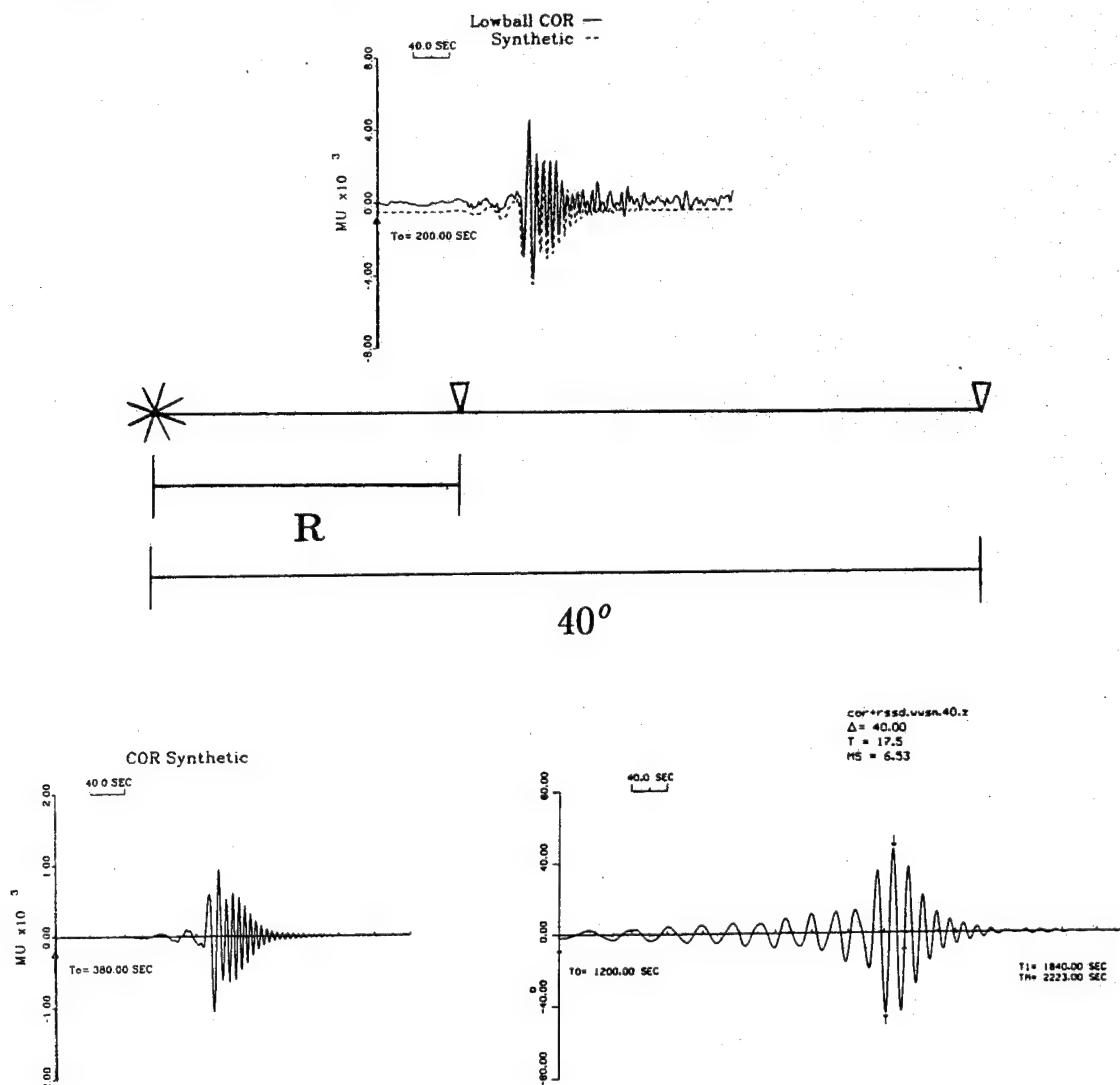 Lowball COR —
Synthetic --
40.0 SEC
8.00
4.00
0.00
-4.00
-8.00
MU x10 3
To= 200.00 SEC
R
40°
COR Synthetic
40.0 SEC
2.00
1.00
0.00
-1.00
MU x10 3
To= 380.00 SEC
cor+rssd.wwsn.40.z
Δ= 40.00
T = 17.5
MS = 6.53
40.0 SEC
60.00
40.00
0.00
-40.00
-80.00
T0= 1200.00 SEC
T1= 1840.00 SEC
TM= 2223.00 SEC